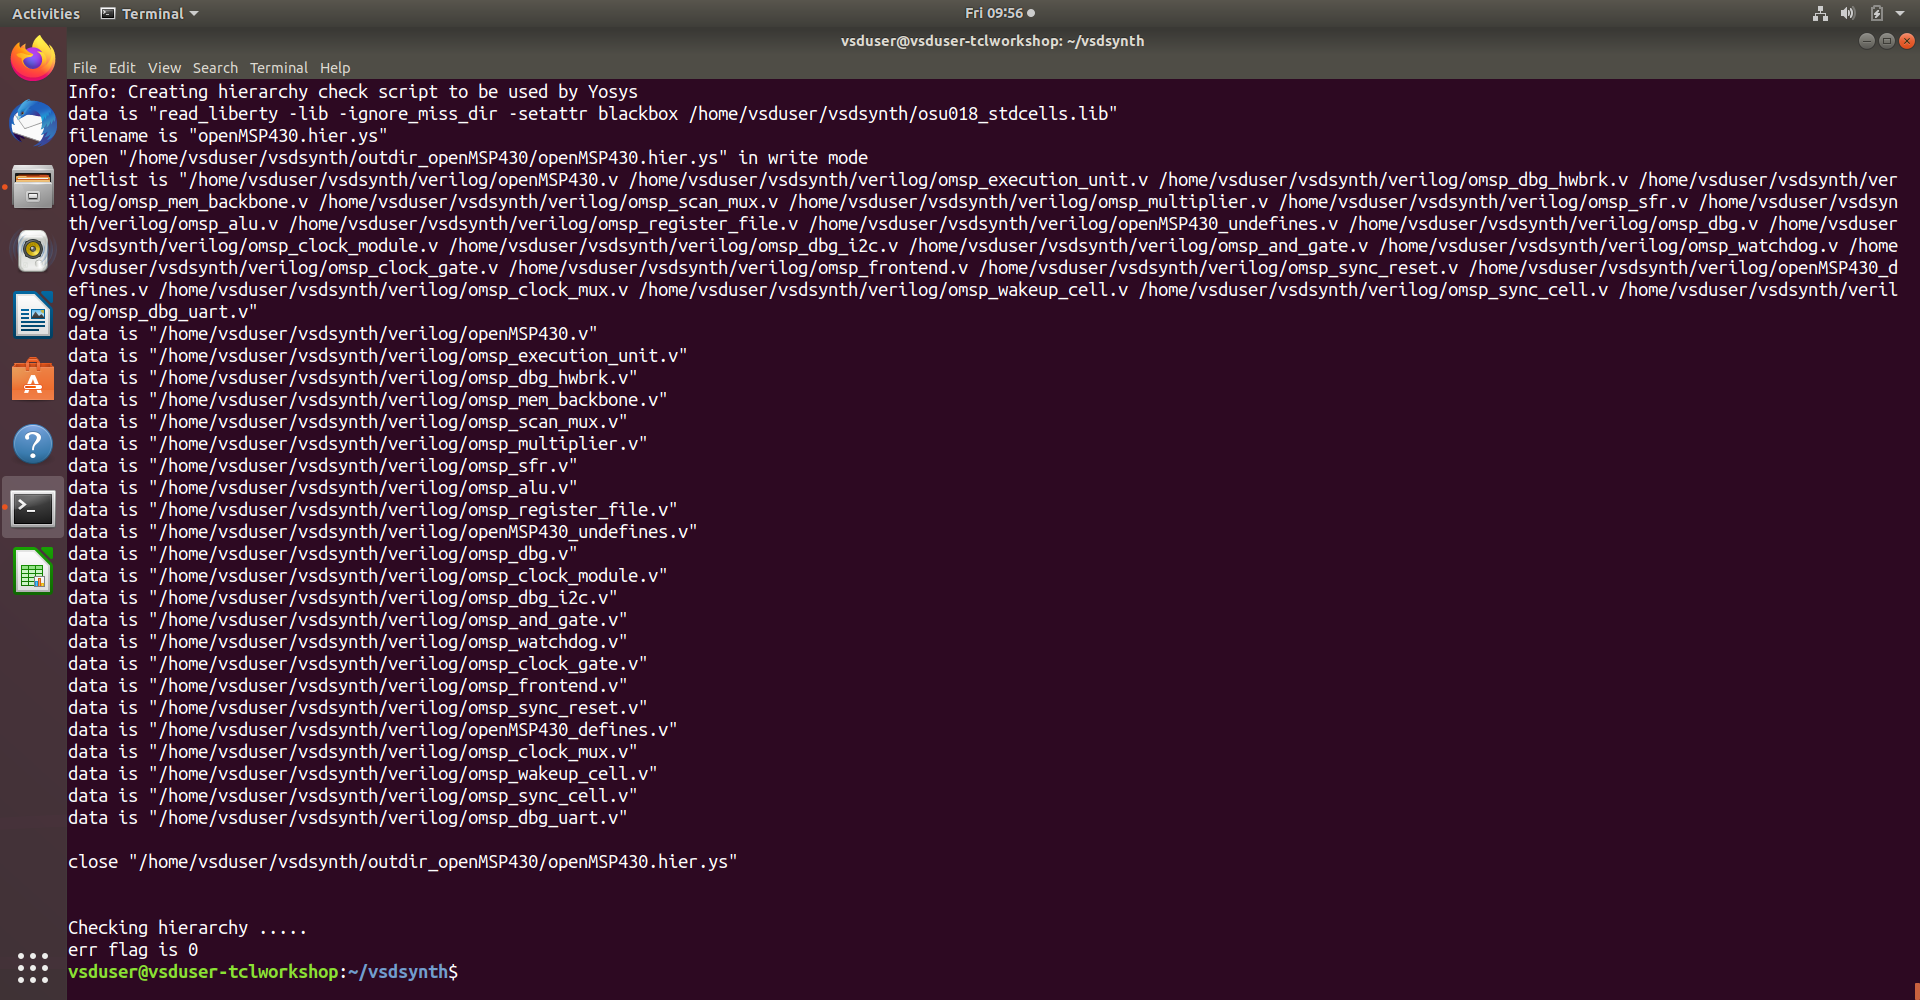 Activities Terminal Fri 09:56
vsduser@vsduser-tclworkshop: ~/vsdsynth
File Edit View Search Terminal Help
Info: Creating hierarchy check script to be used by Yosys
data is "read_liberty -lib -ignore_miss_dir -setattr blackbox /home/vsduser/vsdsynth/osu018_stdcells.lib"
filename is "openMSP430.hier.ys"
open "/home/vsduser/vsdsynth/outdir_openMSP430/openMSP430.hier.ys" in write mode
netlist is "/home/vsduser/vsdsynth/verilog/openMSP430.v /home/vsduser/vsdsynth/verilog/omsp_execution_unit.v /home/vsduser/vsdsynth/verilog/omsp_dbg_hwbrk.v /home/vsduser/vsdsynth/ver
ilog/omsp_mem_backbone.v /home/vsduser/vsdsynth/verilog/omsp_scan_mux.v /home/vsduser/vsdsynth/verilog/omsp_multiplier.v /home/vsduser/vsdsynth/verilog/omsp_sfr.v /home/vsduser/vsdsyn
th/verilog/omsp_alu.v /home/vsduser/vsdsynth/verilog/omsp_register_file.v /home/vsduser/vsdsynth/verilog/openMSP430_undefines.v /home/vsduser/vsdsynth/verilog/omsp_dbg.v /home/vsduser
/vsdsynth/verilog/omsp_clock_module.v /home/vsduser/vsdsynth/verilog/omsp_dbg_i2c.v /home/vsduser/vsdsynth/verilog/omsp_and_gate.v /home/vsduser/vsdsynth/verilog/omsp_watchdog.v /home
/vsduser/vsdsynth/verilog/omsp_clock_gate.v /home/vsduser/vsdsynth/verilog/omsp_frontend.v /home/vsduser/vsdsynth/verilog/omsp_sync_reset.v /home/vsduser/vsdsynth/verilog/openMSP430_d
efines.v /home/vsduser/vsdsynth/verilog/omsp_clock_mux.v /home/vsduser/vsdsynth/verilog/omsp_wakeup_cell.v /home/vsduser/vsdsynth/verilog/omsp_sync_cell.v /home/vsduser/vsdsynth/veril
og/omsp_dbg_uart.v"
data is "/home/vsduser/vsdsynth/verilog/openMSP430.v"
data is "/home/vsduser/vsdsynth/verilog/omsp_execution_unit.v"
data is "/home/vsduser/vsdsynth/verilog/omsp_dbg_hwbrk.v"
data is "/home/vsduser/vsdsynth/verilog/omsp_mem_backbone.v"
data is "/home/vsduser/vsdsynth/verilog/omsp_scan_mux.v"
data is "/home/vsduser/vsdsynth/verilog/omsp_multiplier.v"
data is "/home/vsduser/vsdsynth/verilog/omsp_sfr.v"
data is "/home/vsduser/vsdsynth/verilog/omsp_alu.v"
data is "/home/vsduser/vsdsynth/verilog/omsp_register_file.v"
data is "/home/vsduser/vsdsynth/verilog/openMSP430_undefines.v"
data is "/home/vsduser/vsdsynth/verilog/omsp_dbg.v"
data is "/home/vsduser/vsdsynth/verilog/omsp_clock_module.v"
data is "/home/vsduser/vsdsynth/verilog/omsp_dbg_i2c.v"
data is "/home/vsduser/vsdsynth/verilog/omsp_and_gate.v"
data is "/home/vsduser/vsdsynth/verilog/omsp_watchdog.v"
data is "/home/vsduser/vsdsynth/verilog/omsp_clock_gate.v"
data is "/home/vsduser/vsdsynth/verilog/omsp_frontend.v"
data is "/home/vsduser/vsdsynth/verilog/omsp_sync_reset.v"
data is "/home/vsduser/vsdsynth/verilog/openMSP430_defines.v"
data is "/home/vsduser/vsdsynth/verilog/omsp_clock_mux.v"
data is "/home/vsduser/vsdsynth/verilog/omsp_wakeup_cell.v"
data is "/home/vsduser/vsdsynth/verilog/omsp_sync_cell.v"
data is "/home/vsduser/vsdsynth/verilog/omsp_dbg_uart.v"
close "/home/vsduser/vsdsynth/outdir_openMSP430/openMSP430.hier.ys"
Checking hierarchy .....
err flag is 0
vsduser@vsduser-tclworkshop:~/vsdsynth$